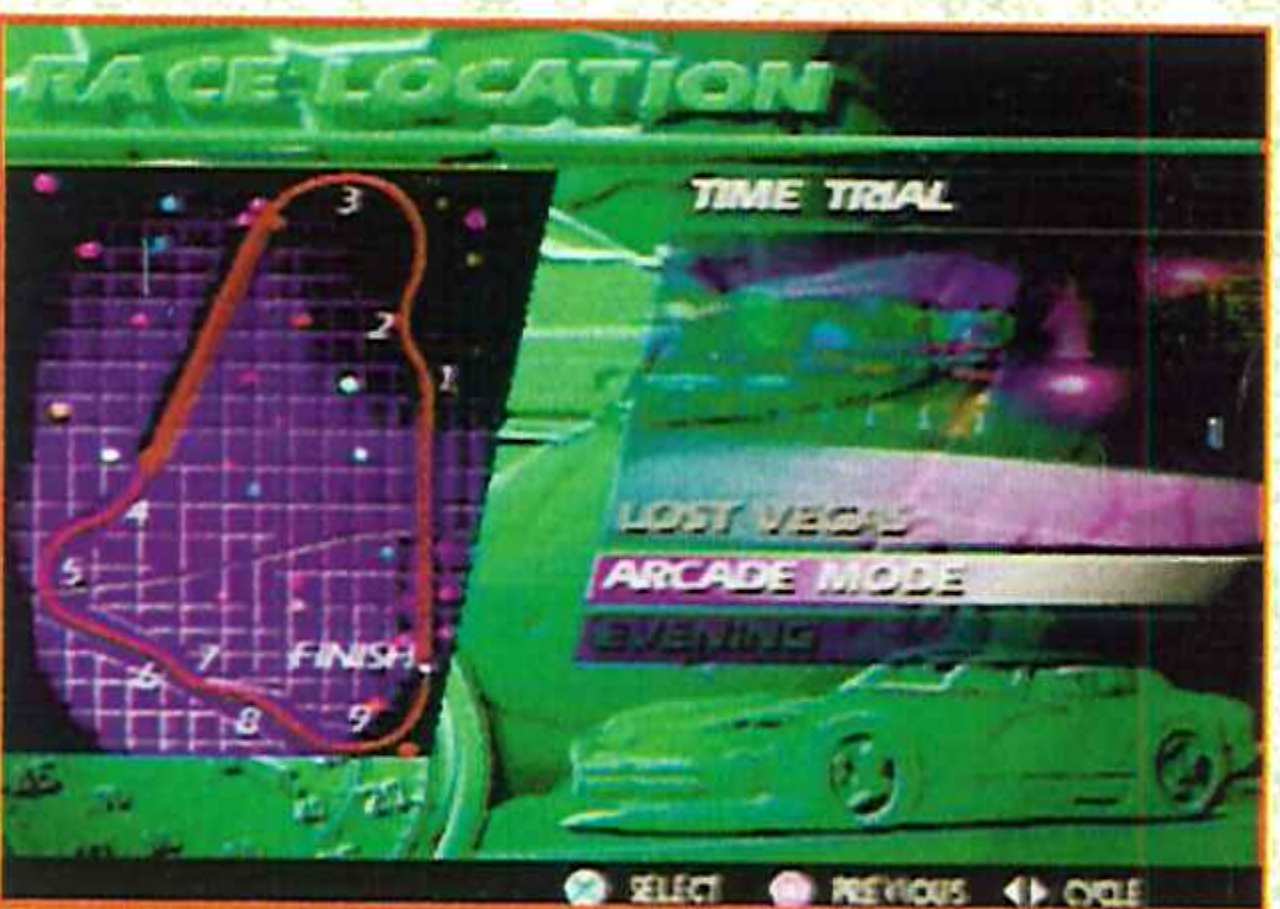 RACE LOCATION
TIME TRIAL
3
2
1
4
5
6
7
8
9
FINISH
LOST VEGAS
ARCADE MODE
EVENING
SELECT PREVIOUS CYCLE